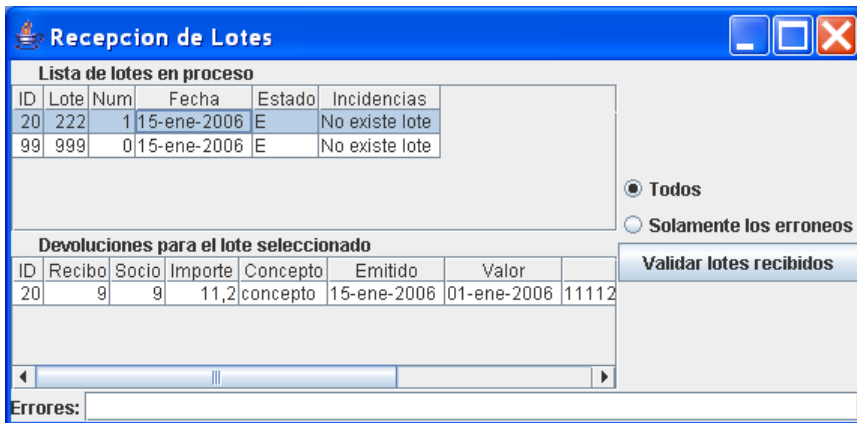 Recepcion de Lotes
Lista de lotes en proceso
ID Lote Num Fecha Estado Incidencias
20 222 1 15-ene-2006 E No existe lote
99 999 0 15-ene-2006 E No existe lote
Todos
Solamente los erroneos
Validar lotes recibidos
Devoluciones para el lote seleccionado
ID Recibo Socio Importe Concepto Emitido Valor
20 9 9 11,2 concepto 15-ene-2006 01-ene-2006 11112
Errores: